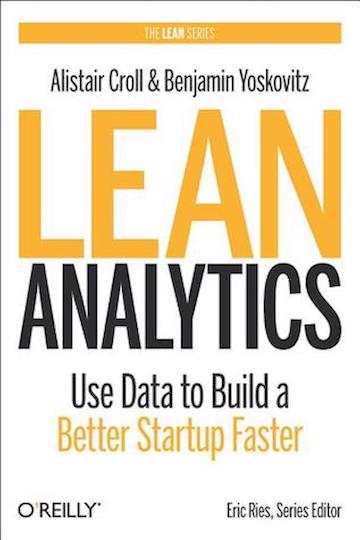 THE LEAN SERIES
Alistair Croll & Benjamin Yoskovitz
LEAN
ANALYTICS
Use Data to Build a
Better Startup Faster
O'REILLY®
Eric Ries, Series Editor